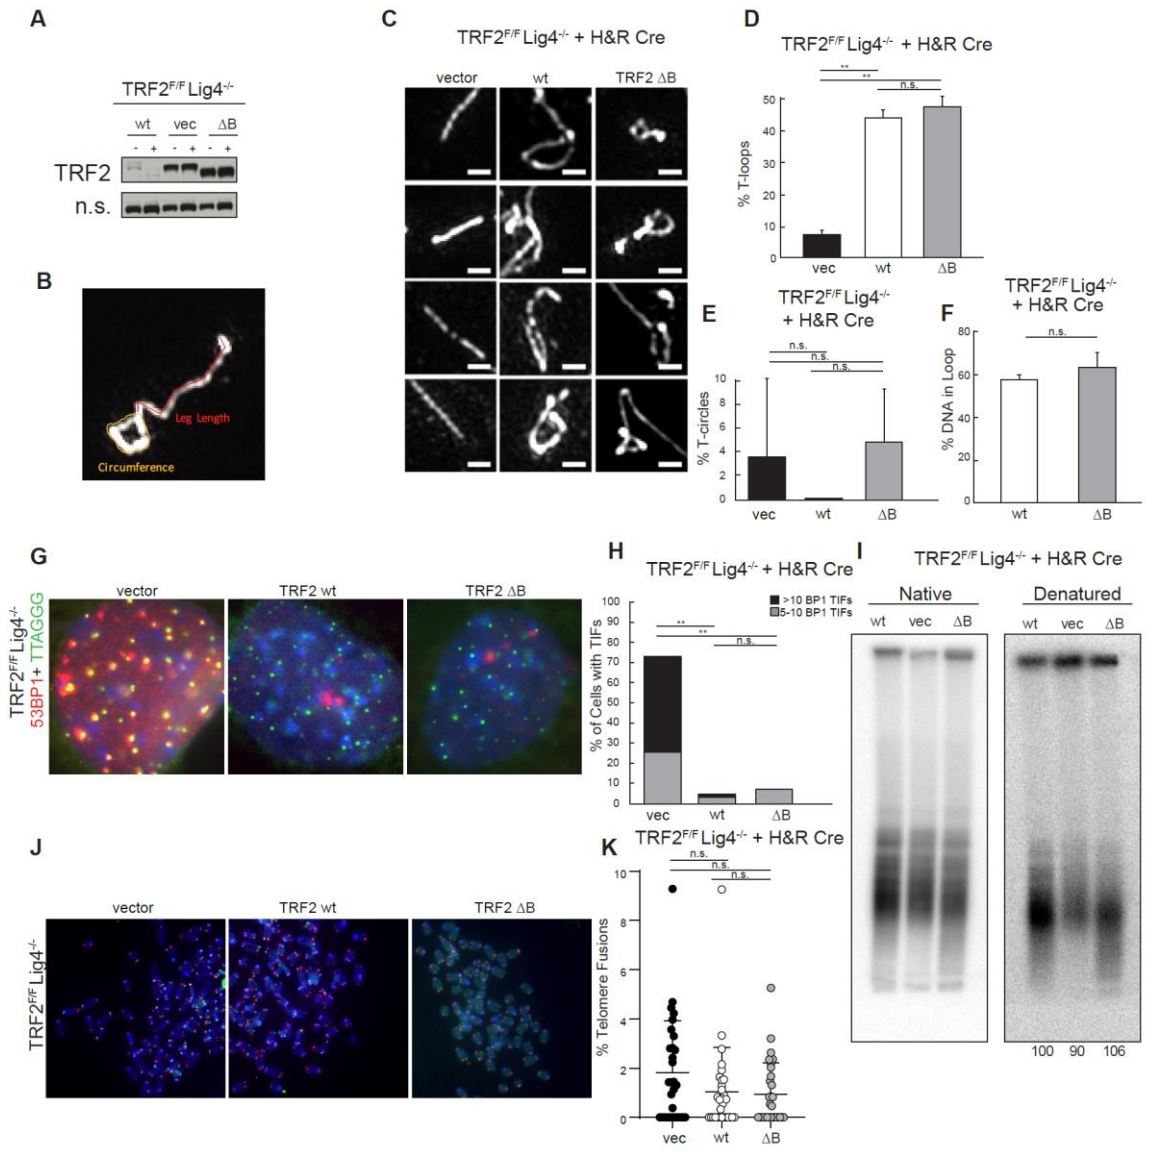 A
TRF2F/F Lig4-/-
wt vec ΔB
- + - + - +
TRF2
n.s.
B
Leg Length
Circumference
C
TRF2F/F Lig4-/- + H&R Cre
vector wt TRF2 ΔB
D
TRF2F/F Lig4-/- + H&R Cre
**
**
n.s.
% T-loops
50
40
30
20
10
0
vec wt ΔB
E
TRF2F/F Lig4-/-
+ H&R Cre
n.s.
n.s.
n.s.
% T-circles
10
8
6
4
2
0
vec wt ΔB
F
TRF2F/F Lig4-/-
+ H&R Cre
n.s.
% DNA in Loop
80
60
40
20
0
wt ΔB
G
vector TRF2 wt TRF2 ΔB
TRF2F/F Lig4-/-
53BP1+ TTAGGG
H
TRF2F/F Lig4-/- + H&R Cre
>10 BP1 TIFs
5-10 BP1 TIFs
**
**
n.s.
% of Cells with TIFs
100
90
80
70
60
50
40
30
20
10
0
vec wt ΔB
I
TRF2F/F Lig4-/- + H&R Cre
Native Denatured
wt vec ΔB wt vec ΔB
100 90 106
J
vector TRF2 wt TRF2 ΔB
TRF2F/F Lig4-/-
K
TRF2F/F Lig4-/- + H&R Cre
n.s.
n.s.
n.s.
% Telomere Fusions
10
8
6
4
2
0
vec wt ΔB